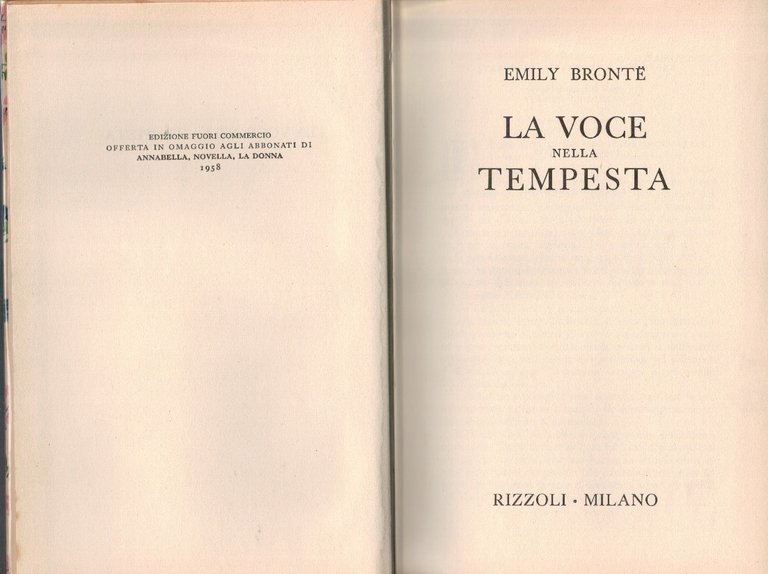 EDIZIONE FUORI COMMERCIO
OFFERTA IN OMAGGIO AGLI ABBONATI DI
ANNABELLA, NOVELLA, LA DONNA
1958
EMILY BRONTË
LA VOCE
NELLA
TEMPESTA
RIZZOLI • MILANO